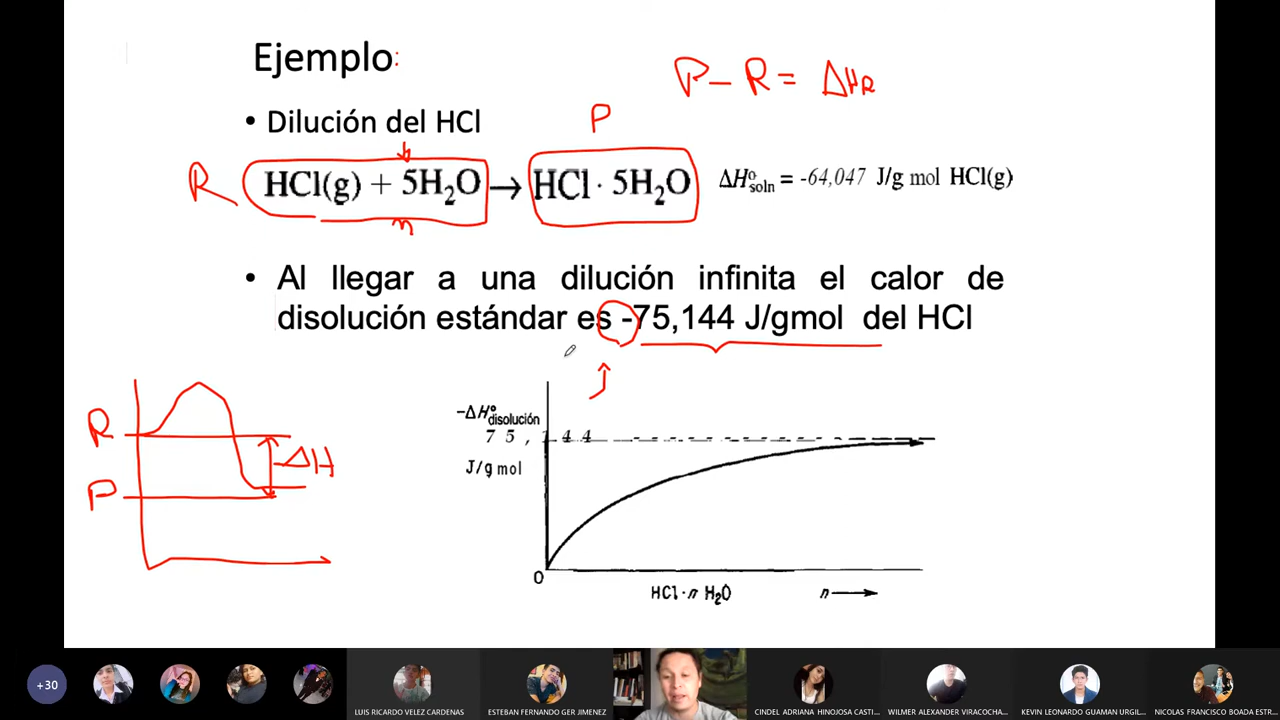 Ejemplo:
P - R = ΔHR
• Dilución del HCl
P
R
HCl(g) + 5H₂O → HCl · 5H₂O
ΔH°soln = -64,047 J/g mol HCl(g)
n
• Al llegar a una dilución infinita el calor de
disolución estándar es -75,144 J/gmol del HCl
-ΔH°disolución
75,144
J/g mol
R
-ΔH
P
0
HCl·n H₂O
n
+30
LUIS RICARDO VELEZ CARDENAS
ESTEBAN FERNANDO GER JIMENEZ
CINDEL ADRIANA HINOJOSA CASTI...
WILMER ALEXANDER VIRACOCHA...
KEVIN LEONARDO GUAMAN URGIL...
NICOLAS FRANCISCO BOADA ESTR...